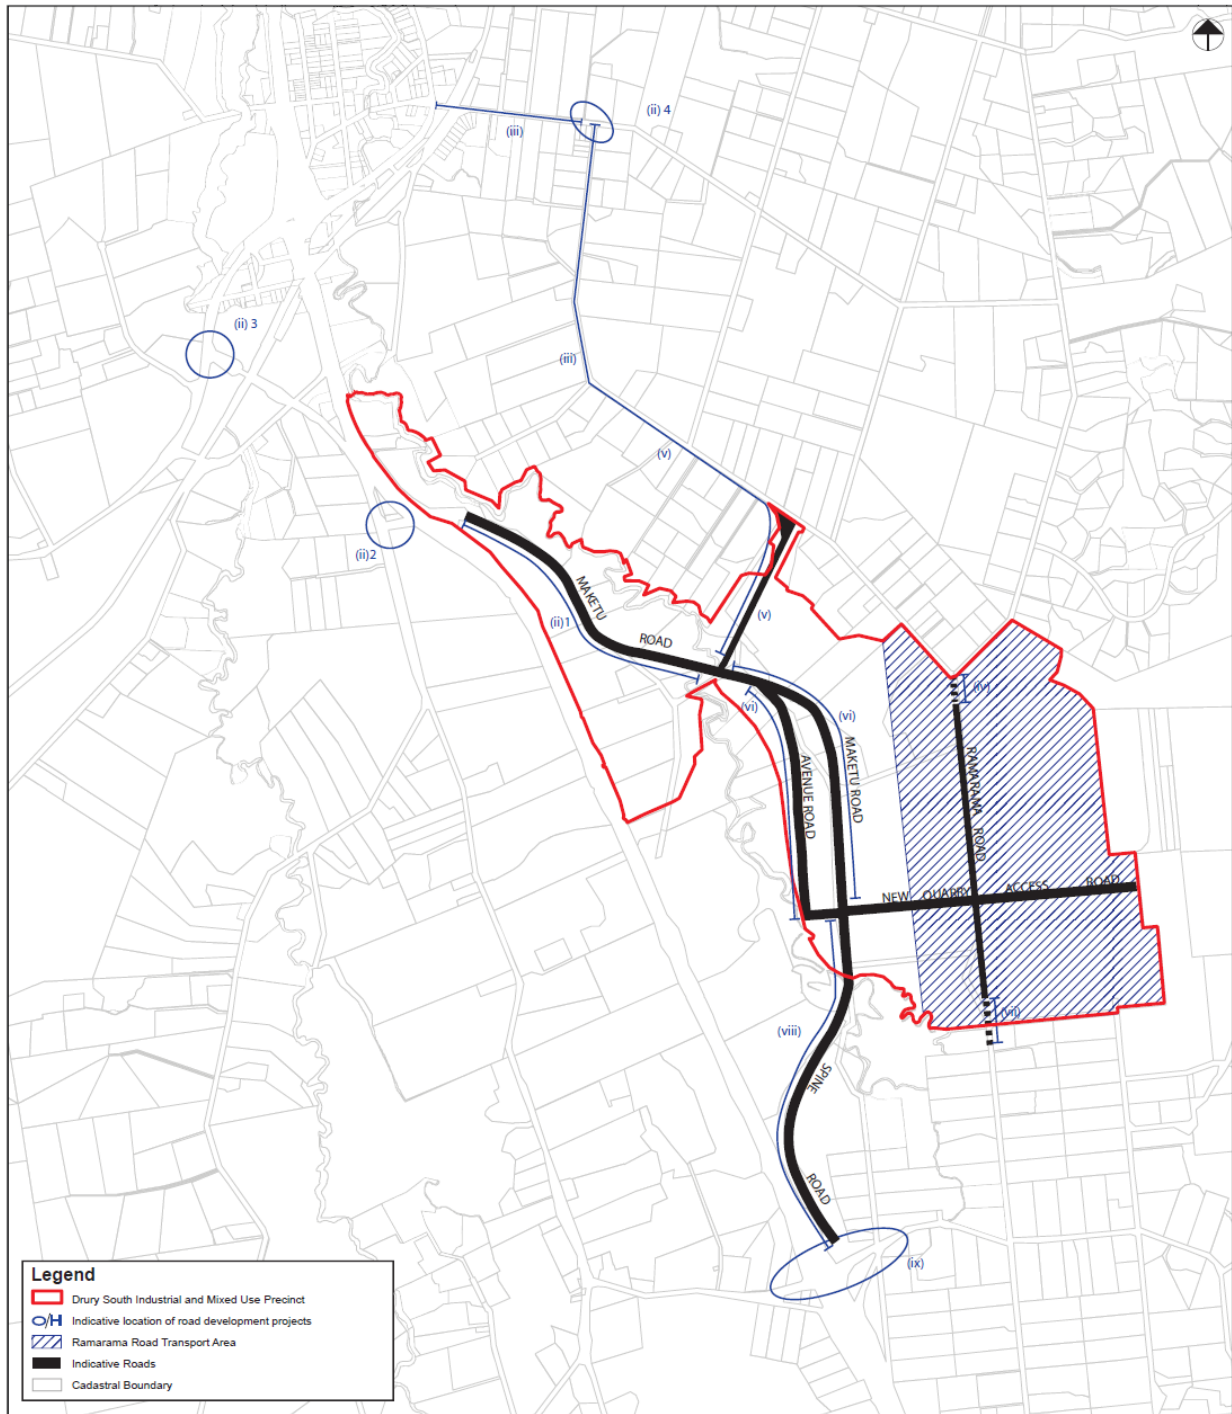 (ii) 4
(iii)
(ii) 3
(iii)
(v)
(ii)2
MAKETU
ROAD
(ii)1
(v)
(iv)
(vi)
(vi)
MAKETU ROAD
AVENUE ROAD
RAMARAMA ROAD
NEW QUARRY ACCESS ROAD
(vii)
(viii)
SPINE
ROAD
(ix)
Legend
Drury South Industrial and Mixed Use Precinct
O/H Indicative location of road development projects
Ramarama Road Transport Area
Indicative Roads
Cadastral Boundary